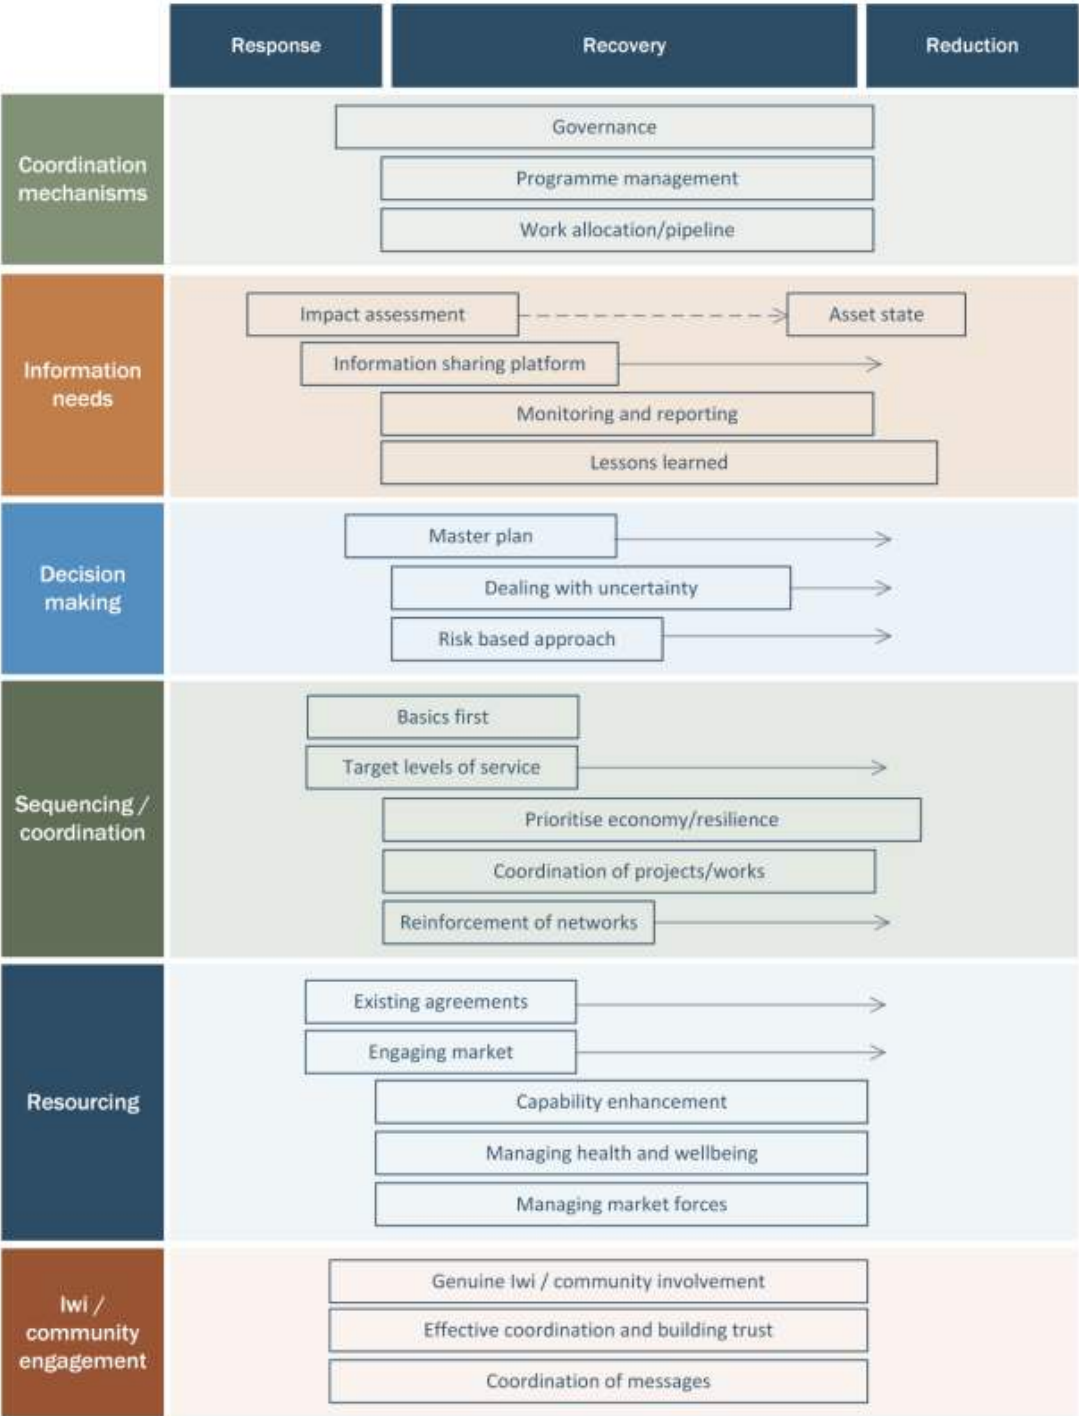 Response
Recovery
Reduction
Coordination
mechanisms
Governance
Programme management
Work allocation/pipeline
Information
needs
Impact assessment
Asset state
Information sharing platform
Monitoring and reporting
Lessons learned
Decision
making
Master plan
Dealing with uncertainty
Risk based approach
Sequencing /
coordination
Basics first
Target levels of service
Prioritise economy/resilience
Coordination of projects/works
Reinforcement of networks
Resourcing
Existing agreements
Engaging market
Capability enhancement
Managing health and wellbeing
Managing market forces
Iwi /
community
engagement
Genuine Iwi / community involvement
Effective coordination and building trust
Coordination of messages